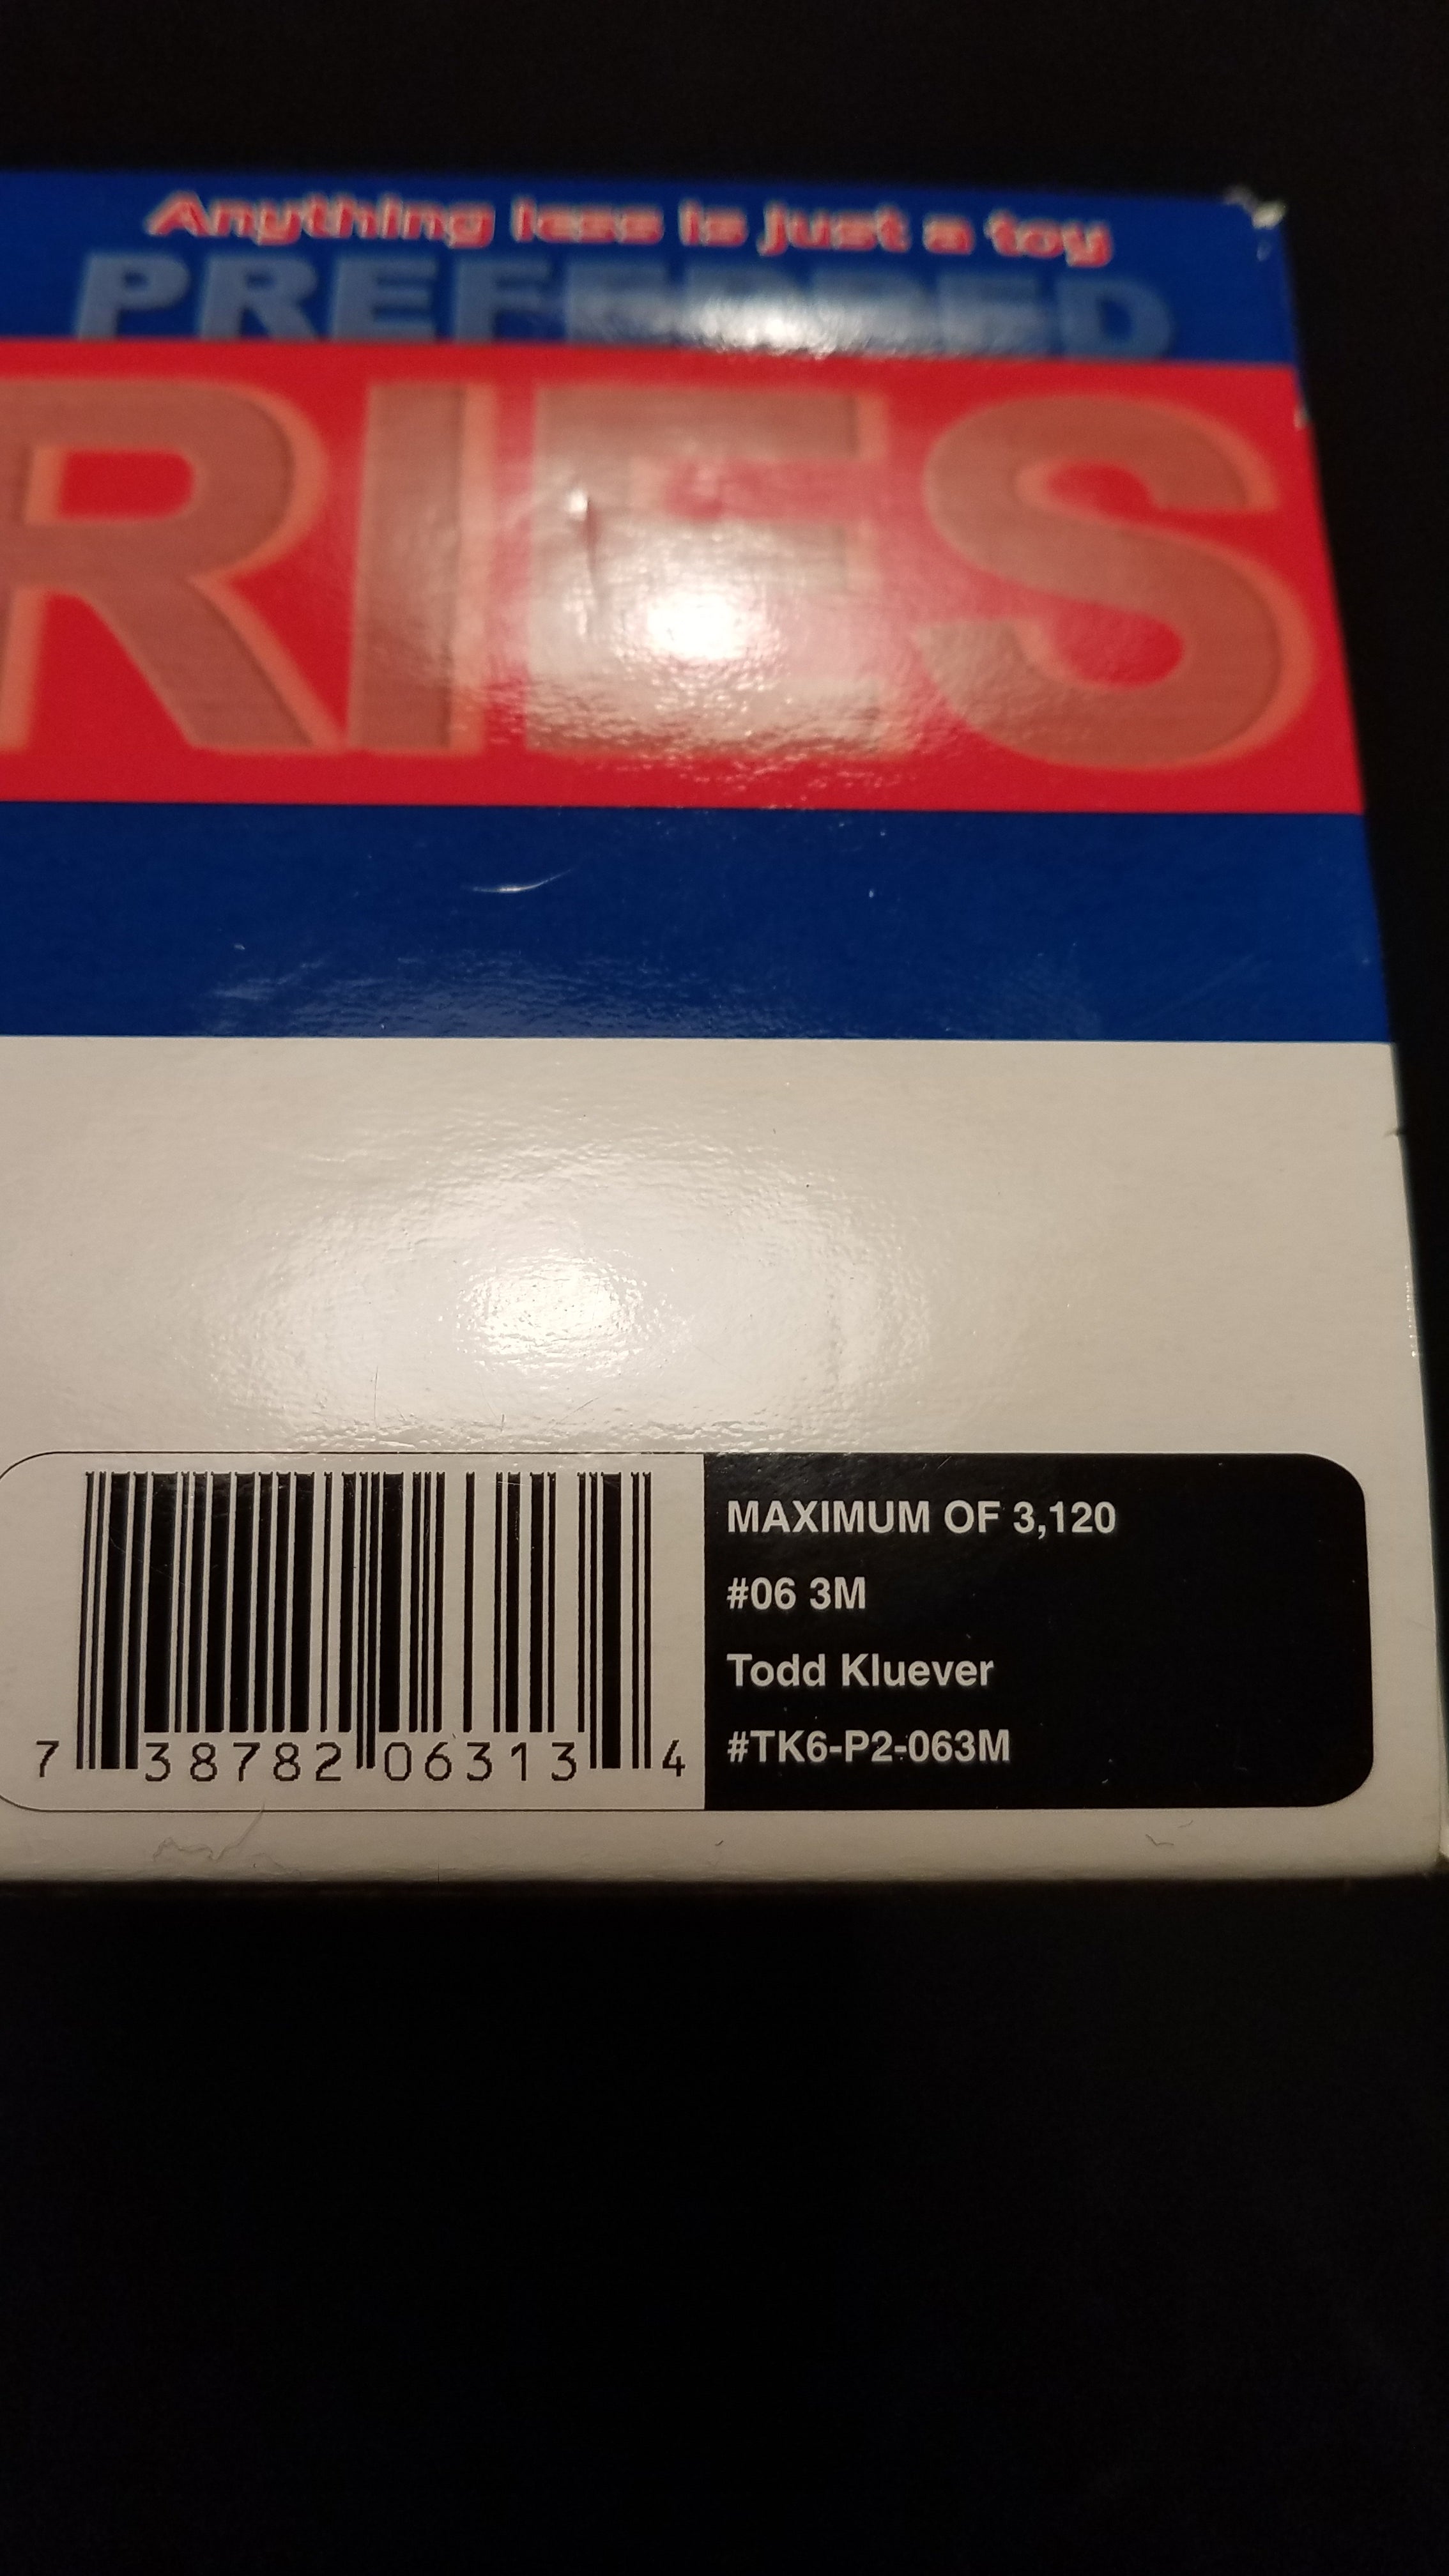 Anything less is just a toy
PREFERRED
RIES
MAXIMUM OF 3,120
#06 3M
Todd Kluever
#TK6-P2-063M
7 38782 06313 4